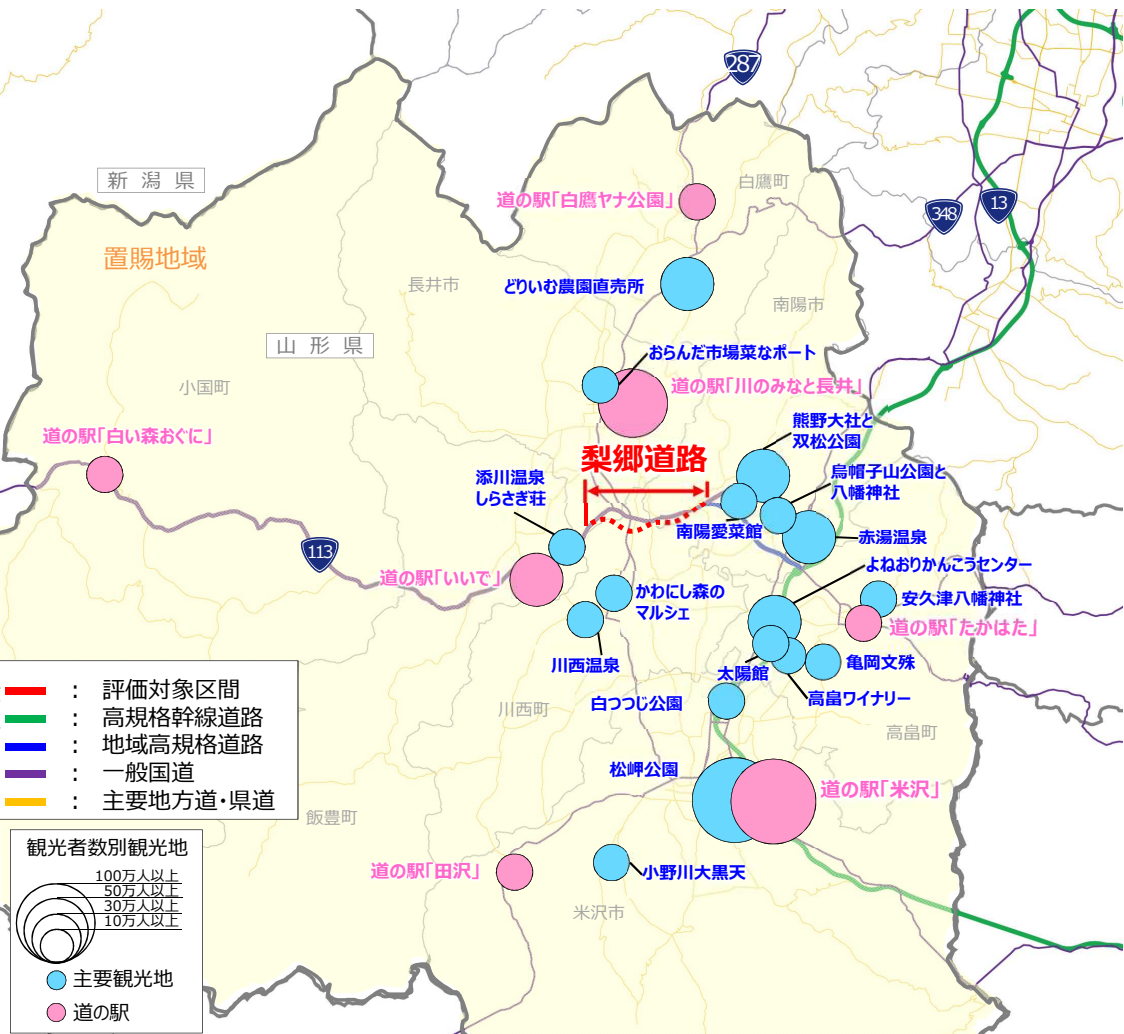 287
新潟県
白鷹町
道の駅「白鷹ヤナ公園」
348
13
置賜地域
長井市
どりいむ農園直売所
南陽市
山形県
おらんだ市場菜なポート
小国町
道の駅「川のみなと長井」
道の駅「白い森おぐに」
熊野大社と
双松公園
梨郷道路
添川温泉
しらさぎ荘
烏帽子山公園と
八幡神社
南陽愛菜館
赤湯温泉
113
道の駅「いいで」
よねおりかんこうセンター
かわにし森の
マルシェ
安久津八幡神社
道の駅「たかはた」
川西温泉
太陽館
亀岡文殊
高畠ワイナリー
白つつじ公園
川西町
高畠町
松岬公園
道の駅「米沢」
飯豊町
道の駅「田沢」
小野川大黒天
米沢市
: 評価対象区間
: 高規格幹線道路
: 地域高規格道路
: 一般国道
: 主要地方道・県道
観光者数別観光地
100万人以上
50万人以上
30万人以上
10万人以上
主要観光地
道の駅